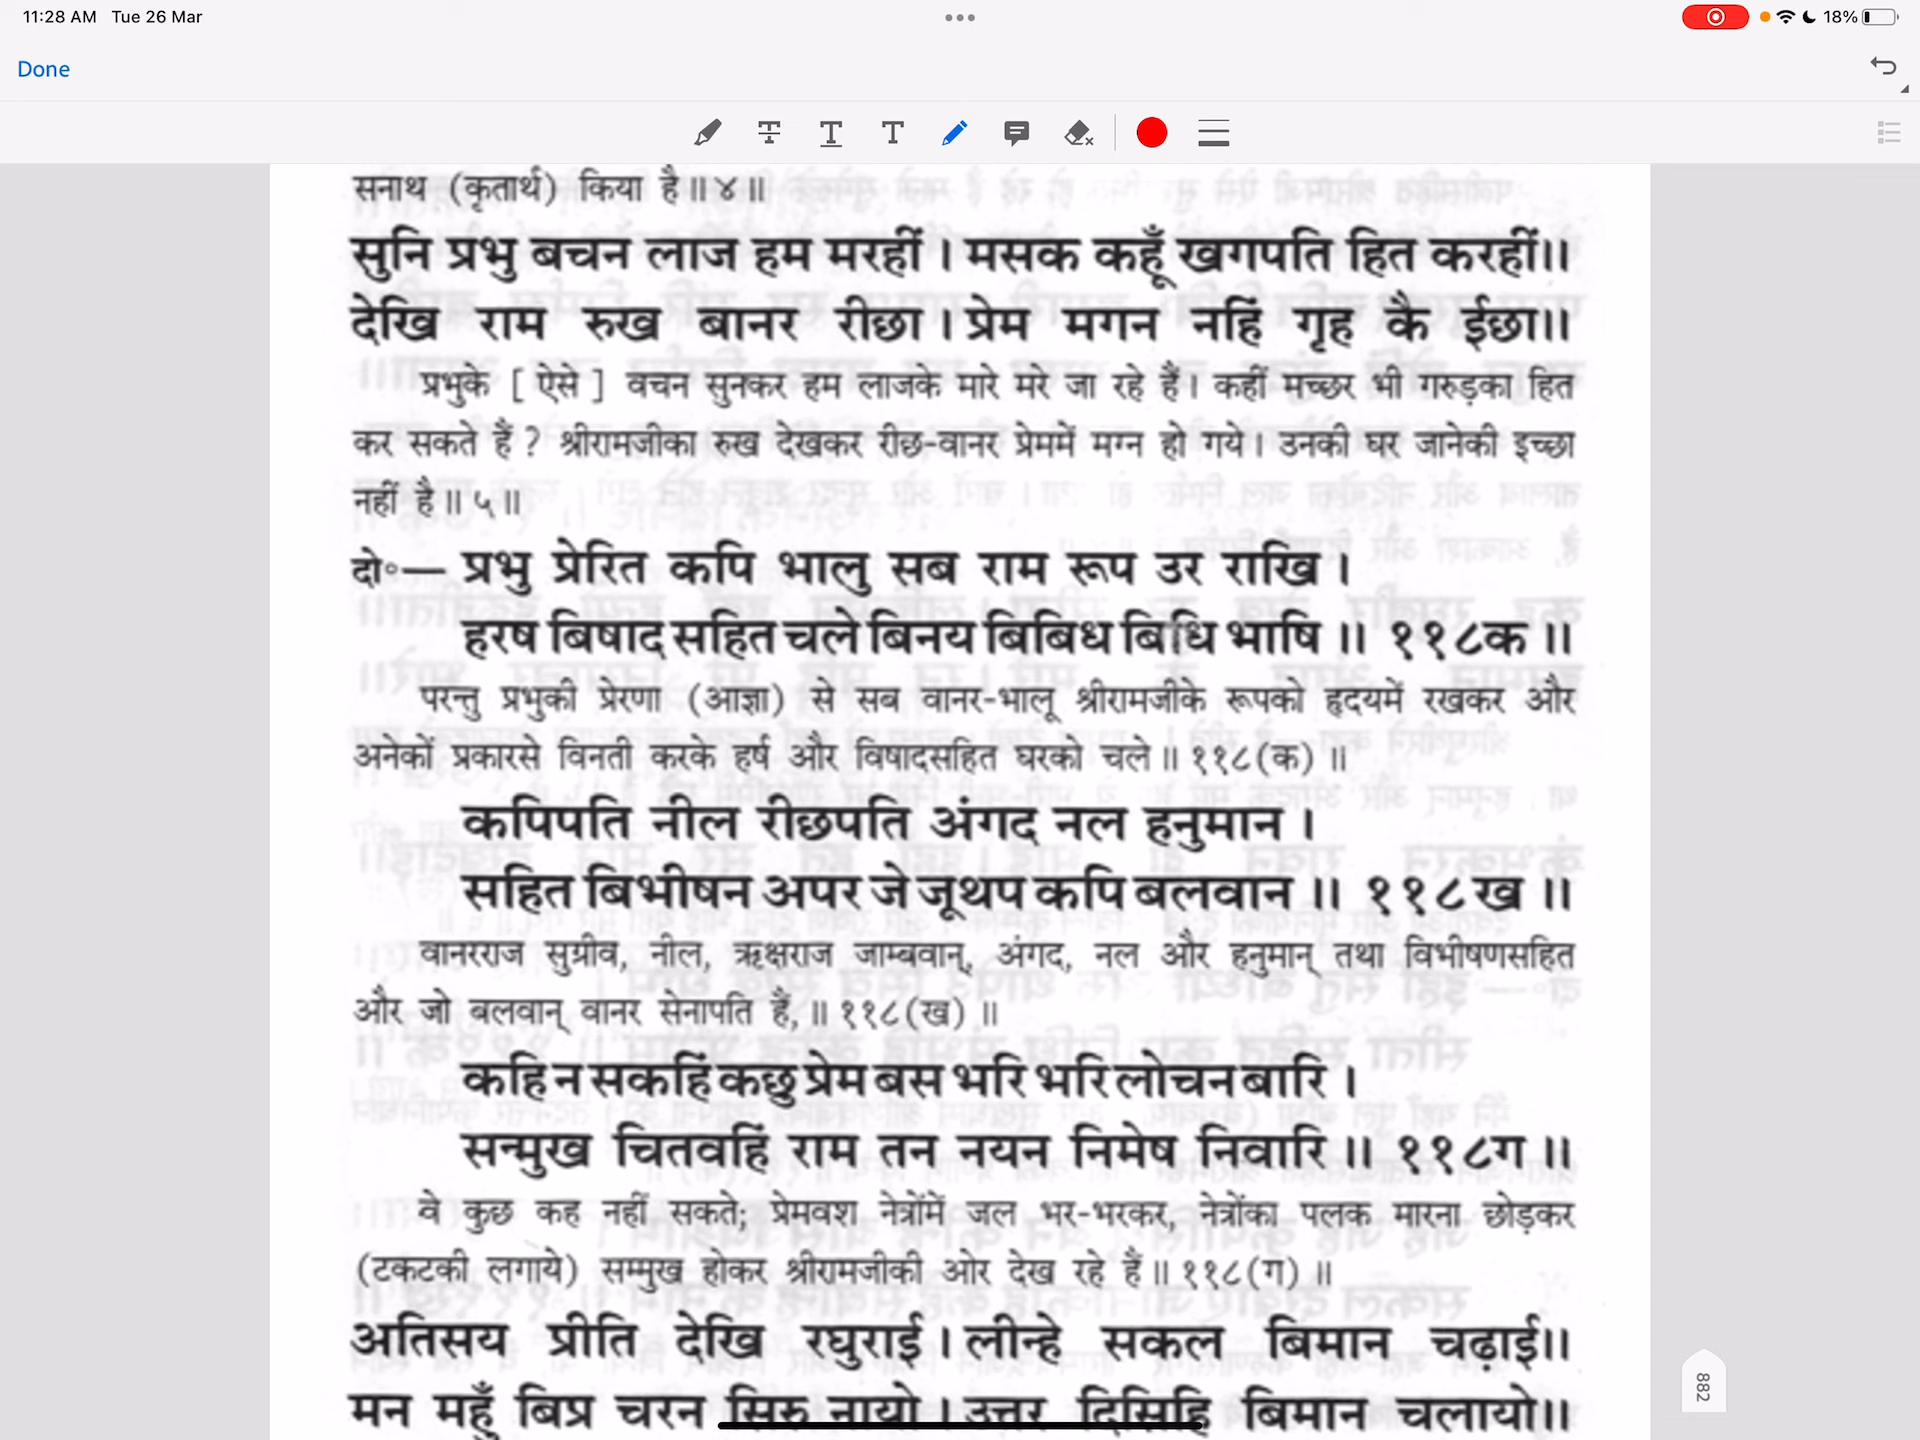 11:28 AM Tue 26 Mar
18%
Done
सनाथ (कृतार्थ) किया है॥ ४॥
सुनि प्रभु बचन लाज हम मरहीं । मसक कहूँ खगपति हित करहीं॥
देखि राम रुख बानर रीछा । प्रेम मगन नहिं गृह कै ईछा॥
प्रभुके [ ऐसे ] वचन सुनकर हम लाजके मारे मरे जा रहे हैं। कहीं मच्छर भी गरुड़का हित
कर सकते हैं ? श्रीरामजीका रुख देखकर रीछ-वानर प्रेममें मग्न हो गये। उनकी घर जानेकी इच्छा
नहीं है॥ ५॥
दो०— प्रभु प्रेरित कपि भालु सब राम रूप उर राखि ।
हरष बिषाद सहित चले बिनय बिबिध बिधि भाषि ॥ ११८क ॥
परन्तु प्रभुकी प्रेरणा (आज्ञा) से सब वानर-भालू श्रीरामजीके रूपको हृदयमें रखकर और
अनेकों प्रकारसे विनती करके हर्ष और विषादसहित घरको चले॥ ११८(क) ॥
कपिपति नील रीछपति अंगद नल हनुमान ।
सहित बिभीषन अपर जे जूथप कपि बलवान ॥ ११८ख ॥
वानरराज सुग्रीव, नील, ऋक्षराज जाम्बवान्, अंगद, नल और हनुमान् तथा विभीषणसहित
और जो बलवान् वानर सेनापति हैं,॥ ११८(ख) ॥
कहि न सकहिं कछु प्रेम बस भरि भरि लोचन बारि ।
सन्मुख चितवहिं राम तन नयन निमेष निवारि ॥ ११८ग ॥
वे कुछ कह नहीं सकते; प्रेमवश नेत्रोंमें जल भर-भरकर, नेत्रोंका पलक मारना छोड़कर
(टकटकी लगाये) सम्मुख होकर श्रीरामजीकी ओर देख रहे हैं॥ ११८(ग) ॥
अतिसय प्रीति देखि रघुराई । लीन्हे सकल बिमान चढ़ाई॥
मन महुँ बिप्र चरन सिरु नायो । उत्तर दिसिहि बिमान चलायो॥
882